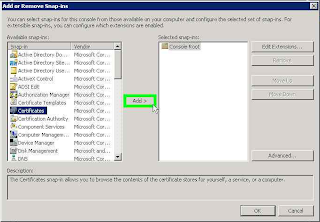 Add or Remove Snap-ins
You can select snap-ins for this console from those available on your computer and configure the selected set of snap-ins. For
extensible snap-ins, you can configure which extensions are enabled.
Available snap-ins:
Selected snap-ins:
Snap-in
Vendor
Active Directory Do...
Microsoft Cor...
Active Directory Site...
Microsoft Cor...
Active Directory Use...
Microsoft Cor...
ActiveX Control
Microsoft Cor...
ADSI Edit
Microsoft Cor...
Authorization Manager
Microsoft Cor...
Certificate Templates
Microsoft Cor...
Certificates
Microsoft Cor...
Certification Authority
Microsoft Cor...
Component Services
Microsoft Cor...
Computer Managem...
Microsoft Cor...
Device Manager
Microsoft Cor...
Disk Management
Microsoft and...
DNS
Microsoft Cor...
Add >
Console Root
Edit Extensions...
Remove
Move Up
Move Down
Advanced...
Description:
The Certificates snap-in allows you to browse the contents of the certificate stores for yourself, a service, or a computer.
OK
Cancel